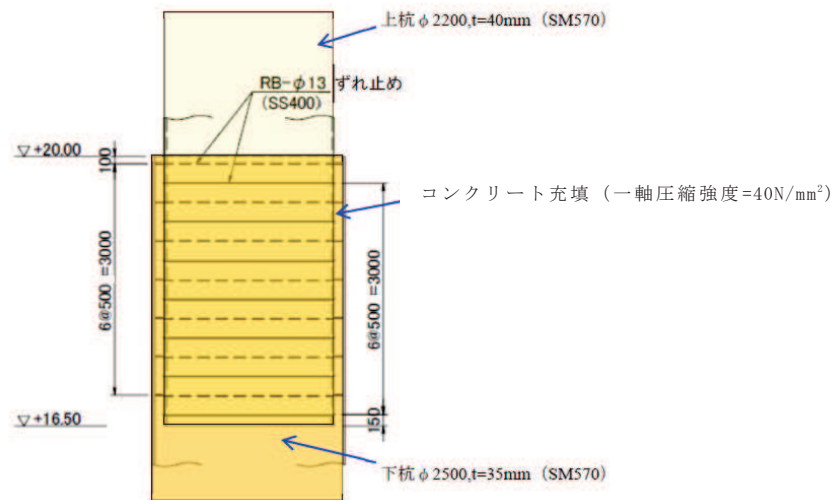 上杭φ2200,t=40mm（SM570）
RB-φ13 ずれ止め
(SS400)
▽+20.00
100
コンクリート充填（一軸圧縮強度=40N/mm²）
6@500 =3000
6@500 =3000
▽+16.50
150
下杭φ2500,t=35mm（SM570）